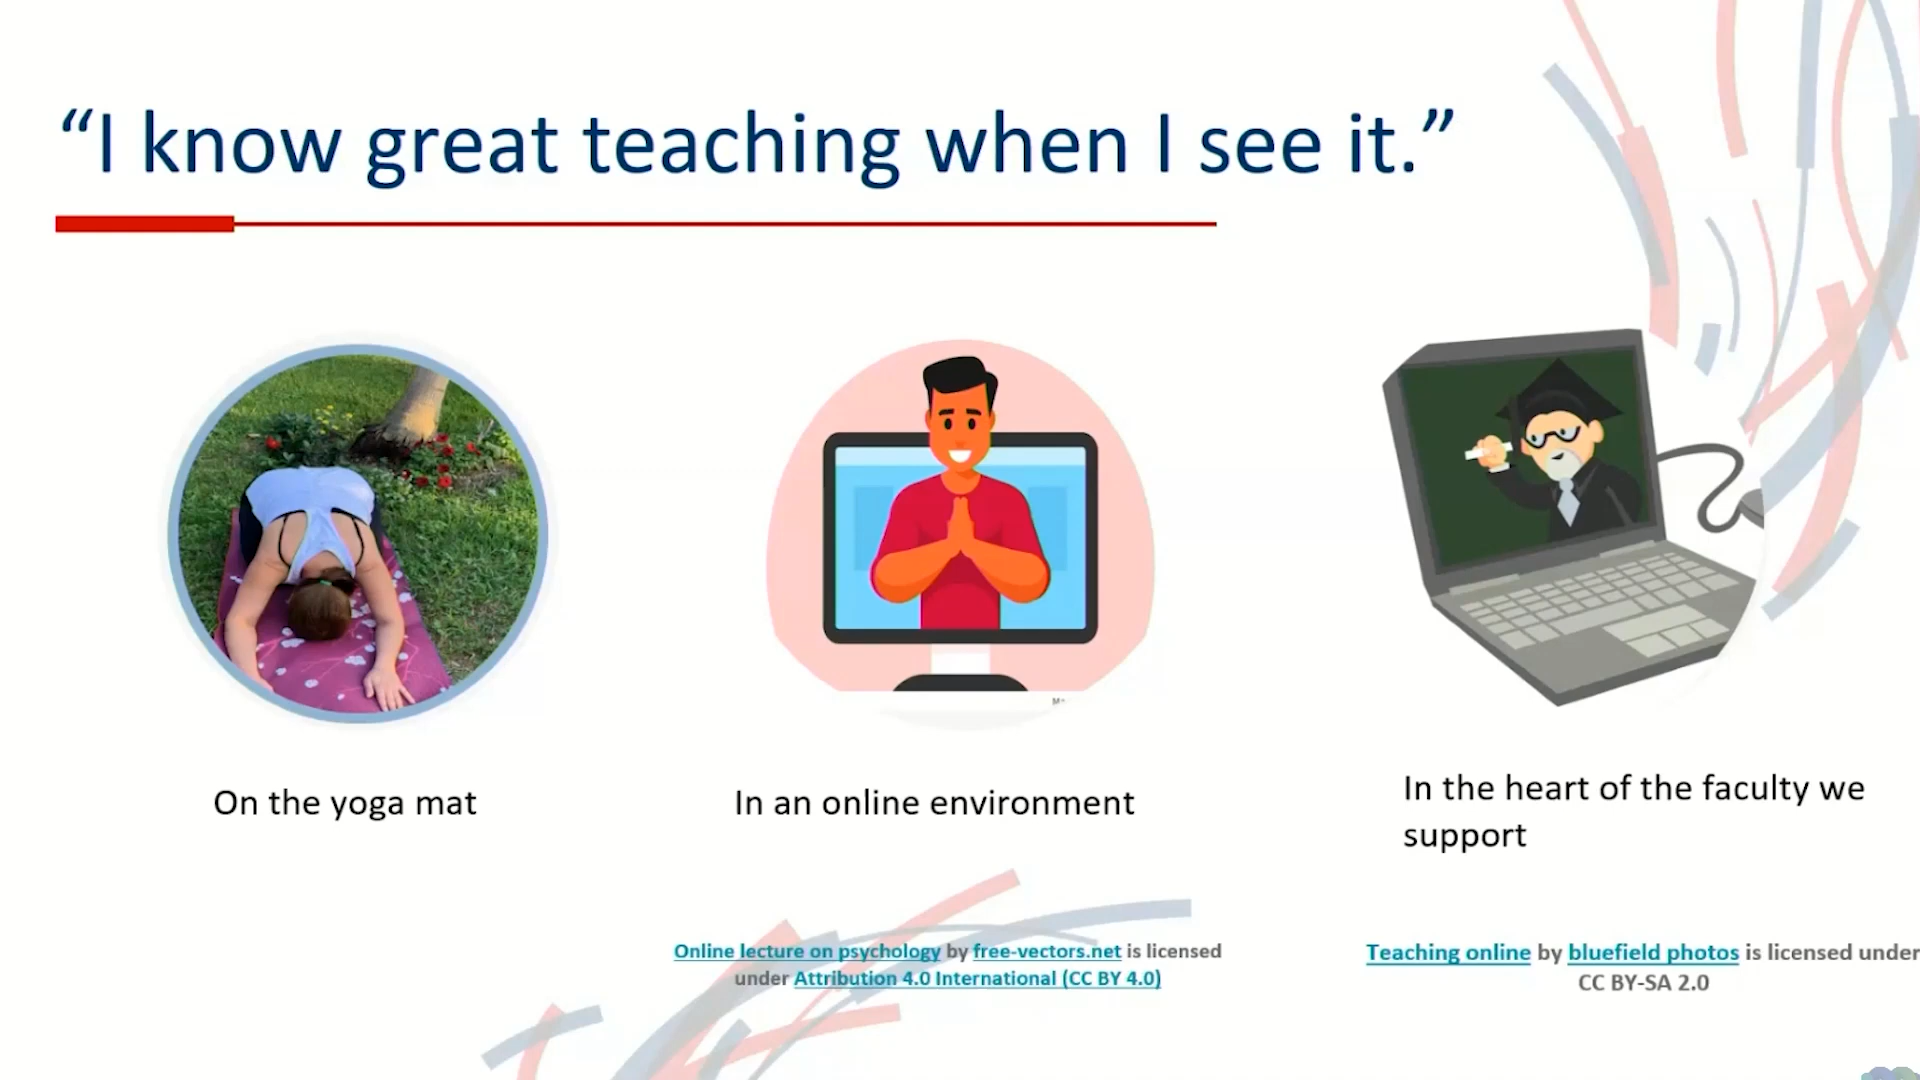 “I know great teaching when I see it.”
On the yoga mat
In an online environment
In the heart of the faculty we
support
Online lecture on psychology by free-vectors.net is licensed
under Attribution 4.0 International (CC BY 4.0)
Teaching online by bluefield photos is licensed under
CC BY-SA 2.0